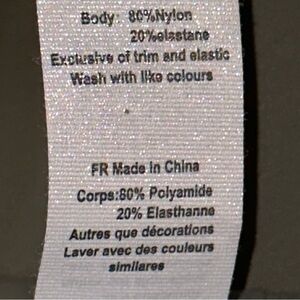 Body: 80%Nylon
20%elastane
Exclusive of trim and elastic
Wash with like colours
FR Made in China
Corps:80% Polyamide
20% Elasthanne
Autres que décorations
Laver avec des couleurs
similares